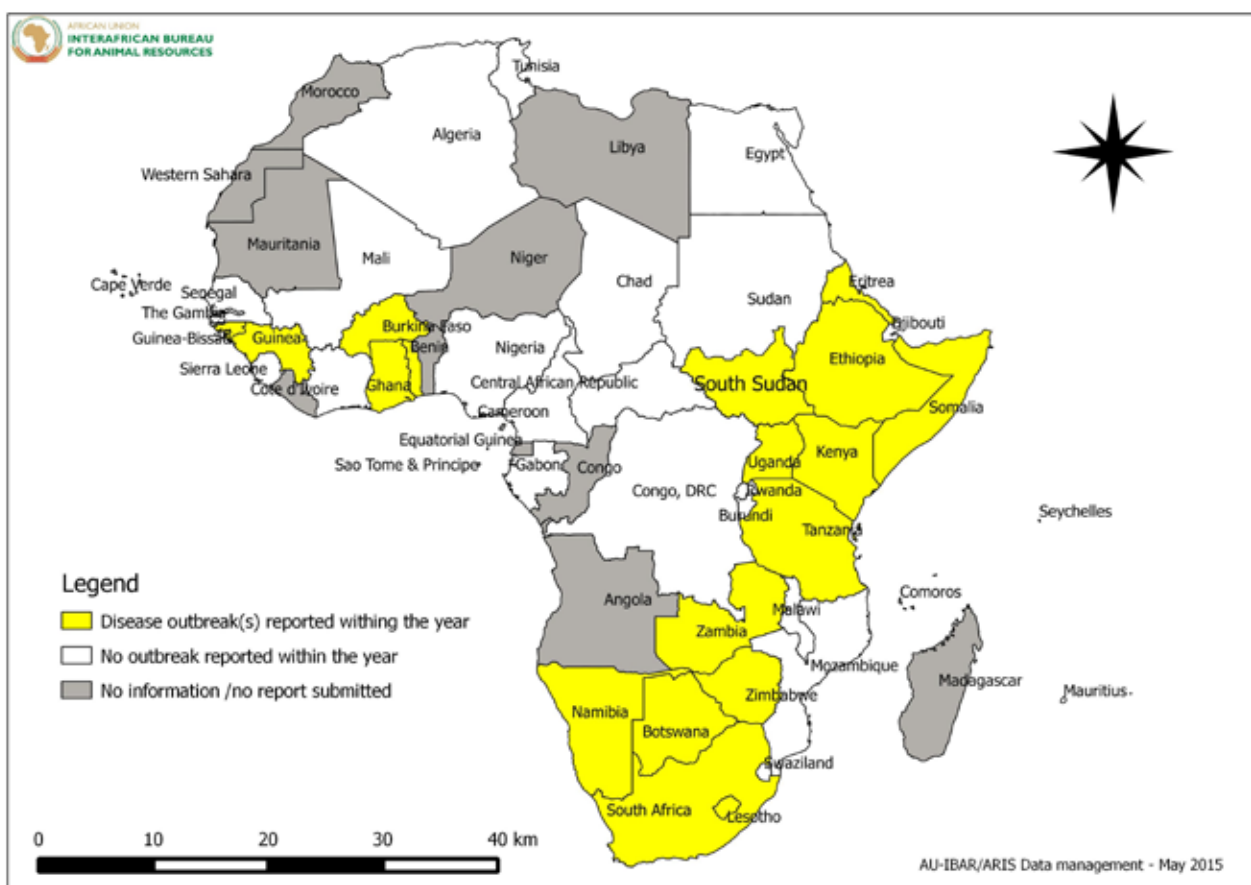 AFRICAN UNION
INTERAFRICAN BUREAU
FOR ANIMAL RESOURCES
Tunisia
Morocco
Algeria
Libya
Egypt
Western Sahara
Mauritania
Mali
Niger
Chad
Sudan
Eritrea
Cape Verde
Senegal
The Gambia
Guinea-Bissau
Guinea
Burkina Faso
Benin
Nigeria
Djibouti
Ethiopia
Sierra Leone
Cote d'Ivoire
Ghana
Central African Republic
South Sudan
Somalia
Cameroon
Equatorial Guinea
Sao Tome & Principe
Gabon
Congo
Uganda
Kenya
Congo, DRC
Rwanda
Burundi
Tanzania
Seychelles
Comoros
Angola
Malawi
Zambia
Mozambique
Madagascar
Mauritius
Namibia
Zimbabwe
Botswana
Swaziland
South Africa
Lesotho
Legend
Disease outbreak(s) reported withing the year
No outbreak reported within the year
No information /no report submitted
0 10 20 30 40 km
AU-IBAR/ARIS Data management - May 2015